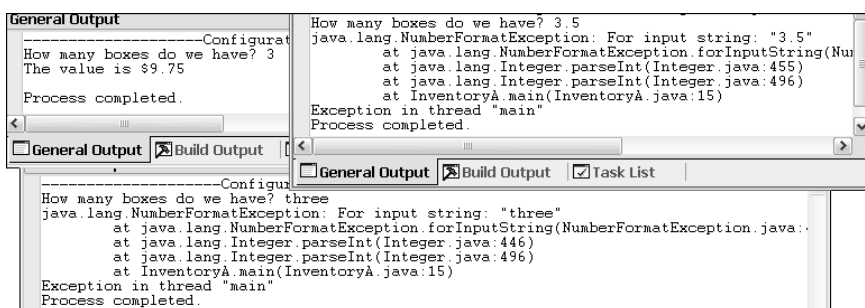 General Output
--------------------Configurat
How many boxes do we have? 3
The value is $9.75
Process completed.
General Output Build Output
How many boxes do we have? 3.5
java.lang.NumberFormatException: For input string: "3.5"
at java.lang.NumberFormatException.forInputString(Num
at java.lang.Integer.parseInt(Integer.java:455)
at java.lang.Integer.parseInt(Integer.java:496)
at InventoryA.main(InventoryA.java:15)
Exception in thread "main"
Process completed.
General Output Build Output Task List
--------------------Configur
How many boxes do we have? three
java.lang.NumberFormatException: For input string: "three"
at java.lang.NumberFormatException.forInputString(NumberFormatException.java:
at java.lang.Integer.parseInt(Integer.java:446)
at java.lang.Integer.parseInt(Integer.java:496)
at InventoryA.main(InventoryA.java:15)
Exception in thread "main"
Process completed.